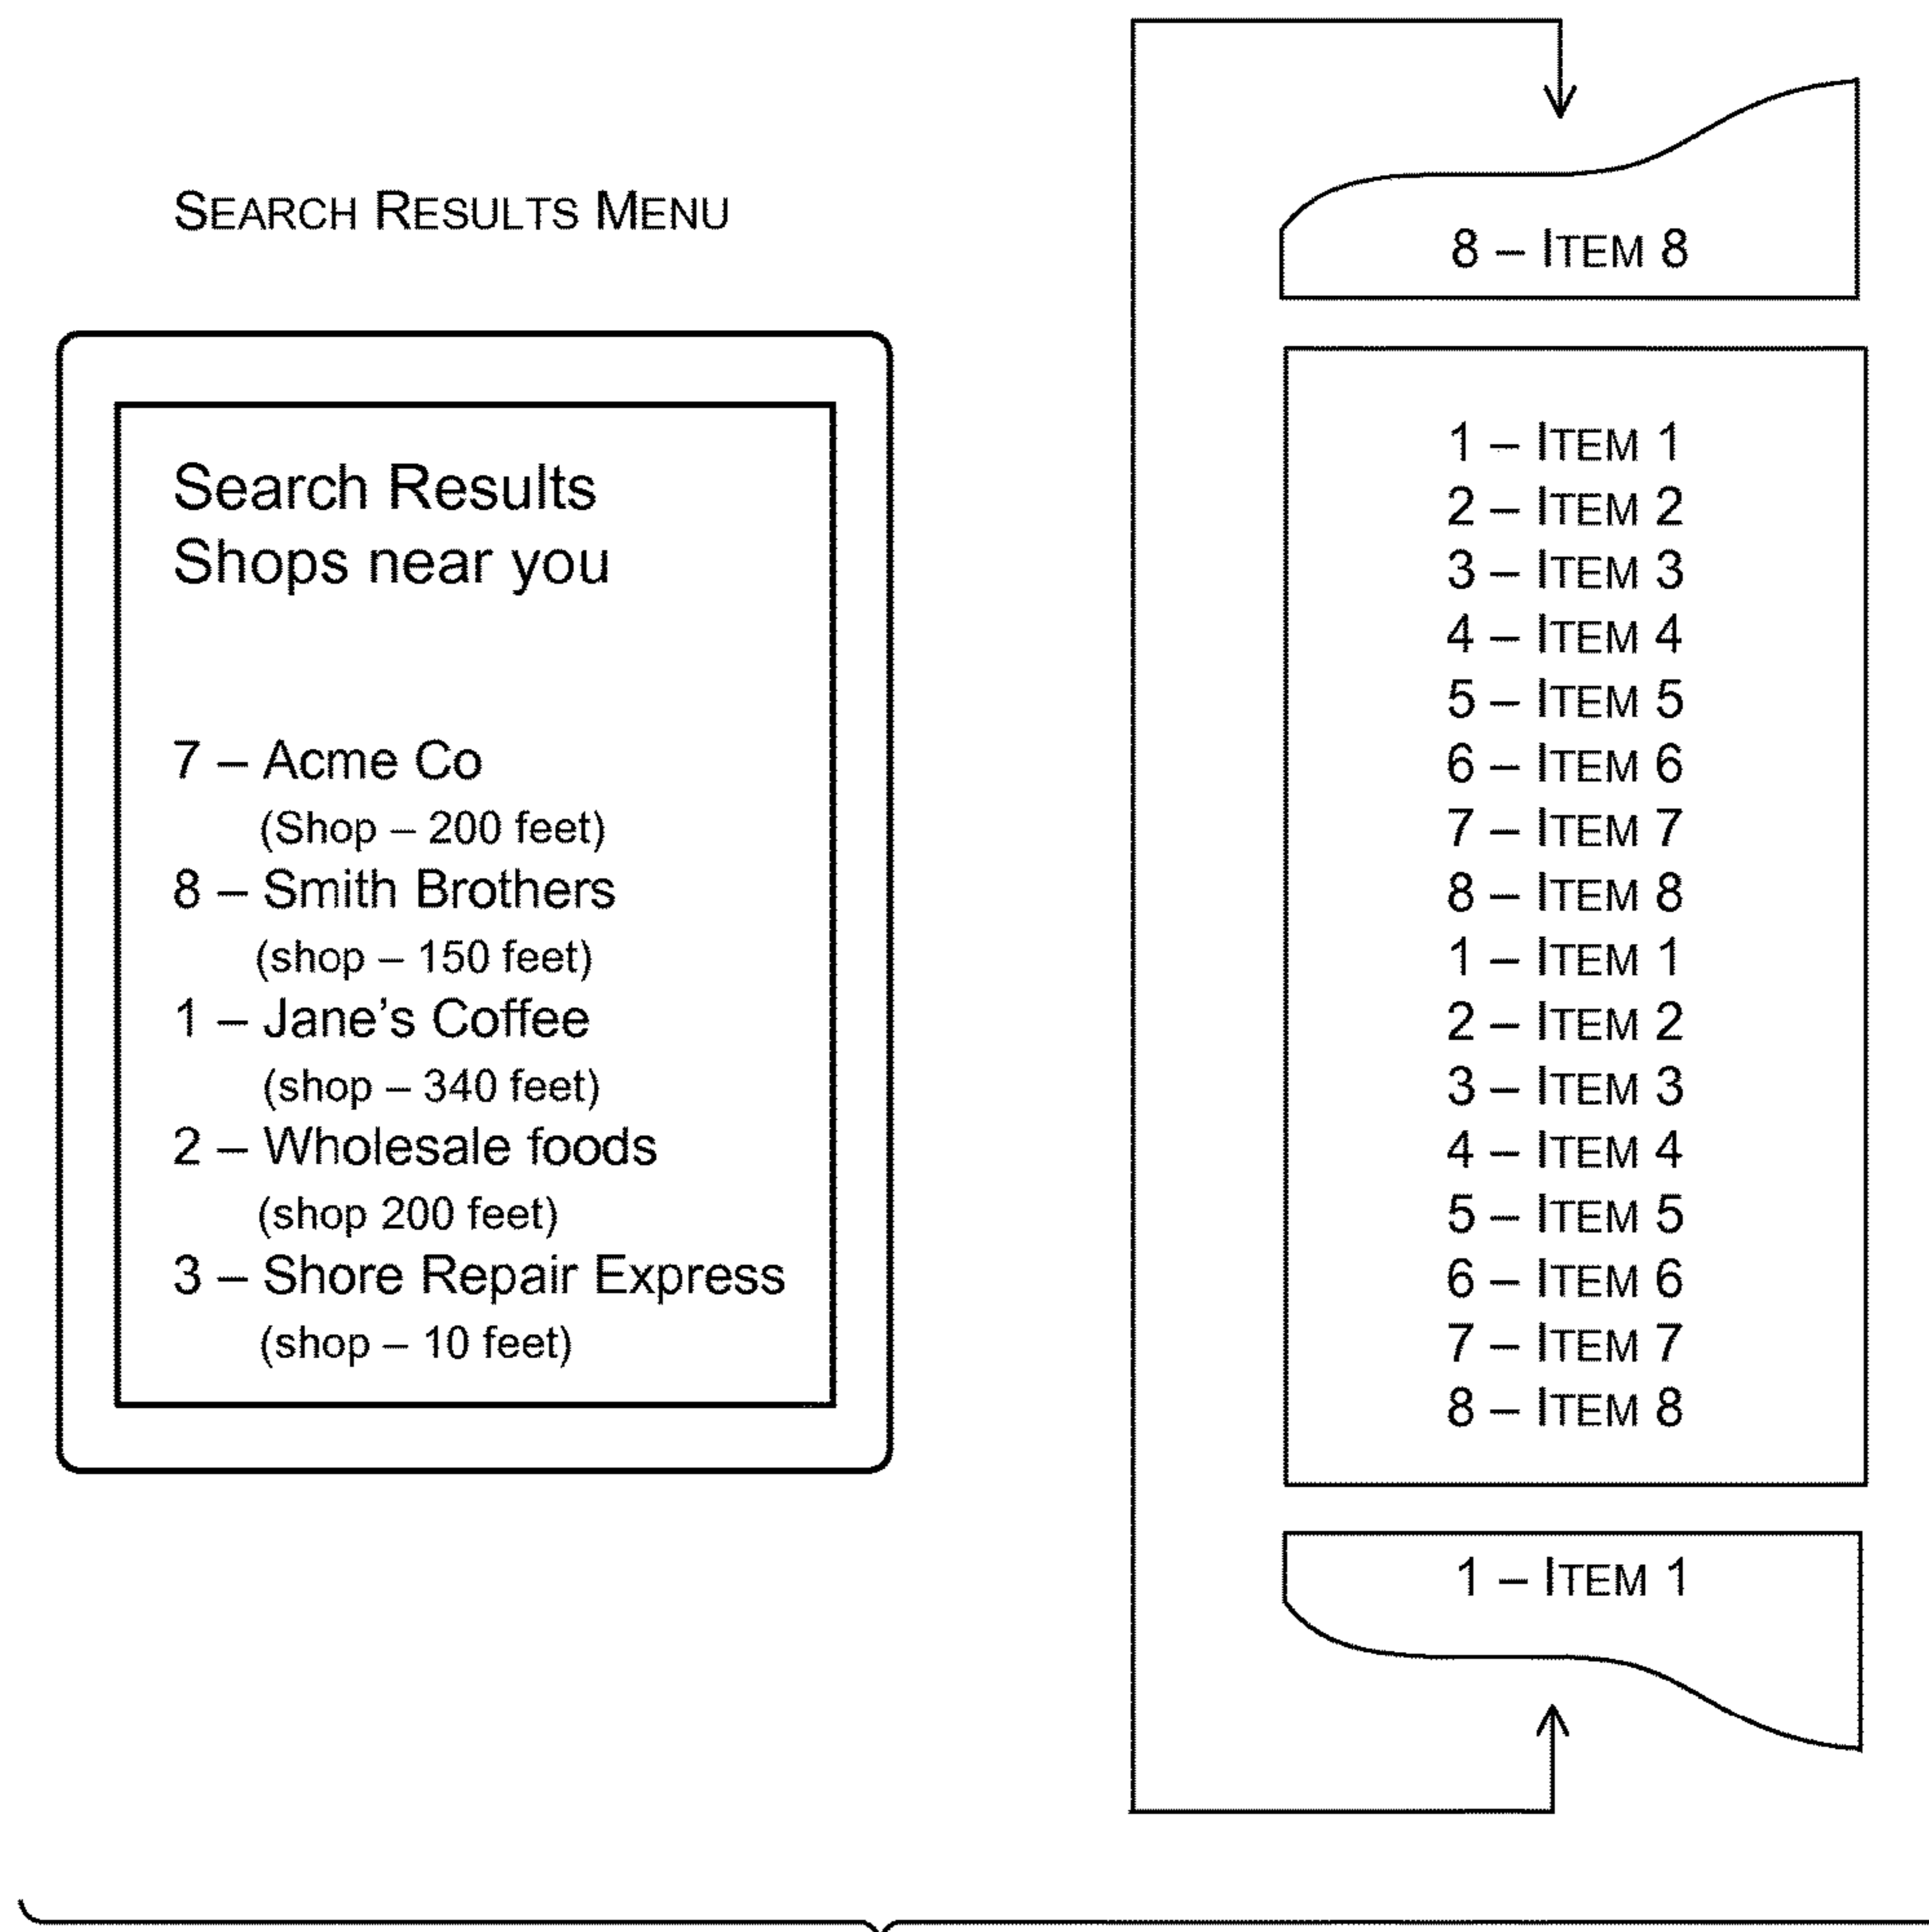 SEARCH RESULTS MENU
Search Results
Shops near you
7 – Acme Co
(Shop – 200 feet)
8 – Smith Brothers
(shop – 150 feet)
1 – Jane's Coffee
(shop – 340 feet)
2 – Wholesale foods
(shop 200 feet)
3 – Shore Repair Express
(shop – 10 feet)
8 – ITEM 8
1 – ITEM 1
2 – ITEM 2
3 – ITEM 3
4 – ITEM 4
5 – ITEM 5
6 – ITEM 6
7 – ITEM 7
8 – ITEM 8
1 – ITEM 1
2 – ITEM 2
3 – ITEM 3
4 – ITEM 4
5 – ITEM 5
6 – ITEM 6
7 – ITEM 7
8 – ITEM 8
1 – ITEM 1